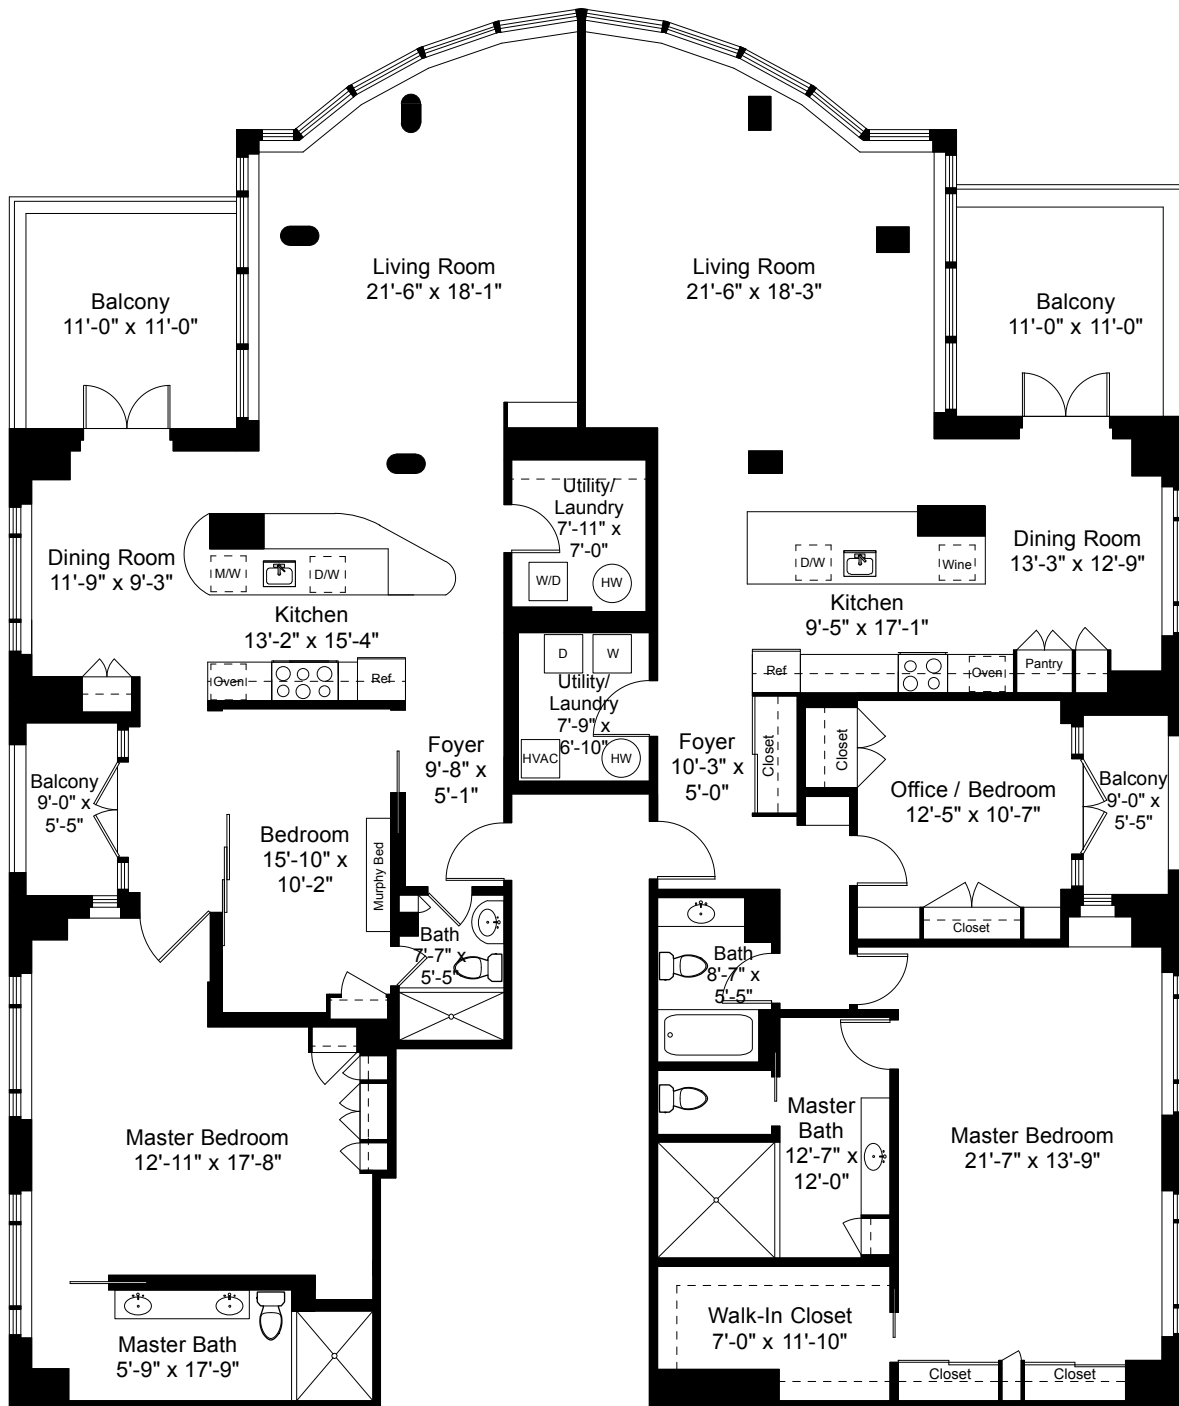 Living Room
21'-6" x 18'-1"
Living Room
21'-6" x 18'-3"
Balcony
11'-0" x 11'-0"
Balcony
11'-0" x 11'-0"
Utility/
Laundry
7'-11" x
7'-0"
W/D
HW
Dining Room
11'-9" x 9'-3"
M/W
D/W
Kitchen
13'-2" x 15'-4"
Oven
Ref
D/W
Wine
Dining Room
13'-3" x 12'-9"
Kitchen
9'-5" x 17'-1"
Ref
Oven
Pantry
D
W
Utility/
Laundry
7'-9" x
6'-10"
HVAC
HW
Foyer
9'-8" x
5'-1"
Foyer
10'-3" x
5'-0"
Closet
Closet
Office / Bedroom
12'-5" x 10'-7"
Balcony
9'-0" x
5'-5"
Balcony
9'-0" x
5'-5"
Bedroom
15'-10" x
10'-2"
Murphy Bed
Bath
7'-7" x
5'-5"
Closet
Bath
8'-7" x
5'-5"
Master Bedroom
12'-11" x 17'-8"
Master
Bath
12'-7" x
12'-0"
Master Bedroom
21'-7" x 13'-9"
Master Bath
5'-9" x 17'-9"
Walk-In Closet
7'-0" x 11'-10"
Closet
Closet